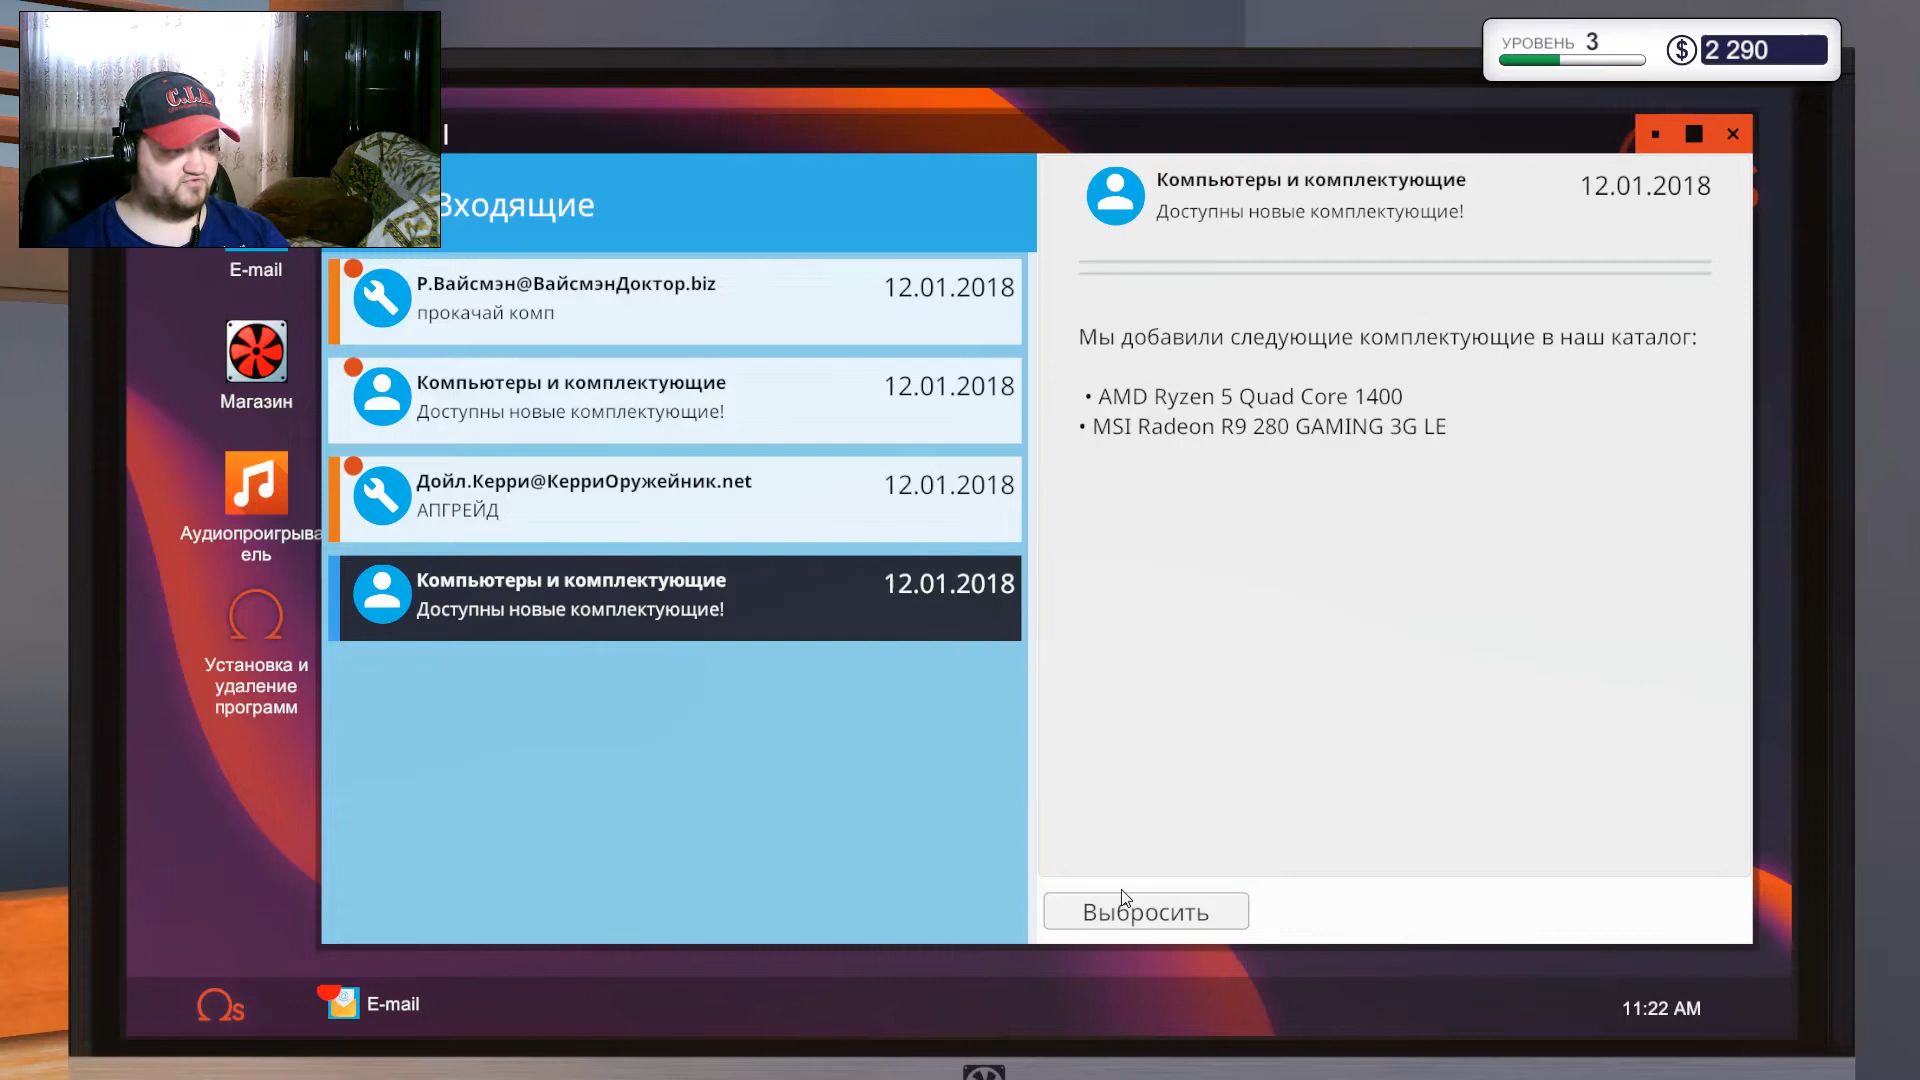 C.I.A
УРОВЕНЬ 3
$ 2 290
Входящие
Компьютеры и комплектующие
12.01.2018
Доступны новые комплектующие!
E-mail
Р.Вайсмэн@ВайсмэнДоктор.biz
12.01.2018
прокачай комп
Мы добавили следующие комплектующие в наш каталог:
Магазин
Компьютеры и комплектующие
12.01.2018
Доступны новые комплектующие!
• AMD Ryzen 5 Quad Core 1400
• MSI Radeon R9 280 GAMING 3G LE
Аудиопроигрыва
ель
Дойл.Керри@КерриОружейник.net
12.01.2018
АПГРЕЙД
Компьютеры и комплектующие
12.01.2018
Доступны новые комплектующие!
Установка и
удаление
программ
Выбросить
Ωs
E-mail
11:22 AM